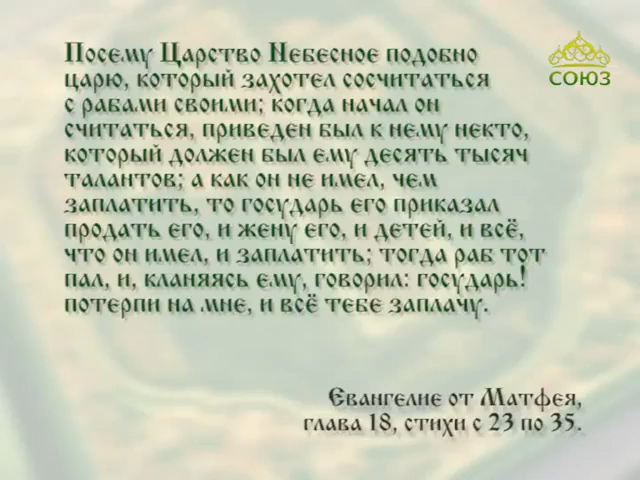 Посему Царство Небесное подобно
царю, который захотел сосчитаться
с рабами своими; когда начал он
считаться, приведен был к нему некто,
который должен был ему десять тысяч
талантов; а как он не имел, чем
заплатить, то государь его приказал
продать его, и жену его, и детей, и всё,
что он имел, и заплатить; тогда раб тот
пал, и, кланяясь ему, говорил: государь!
потерпи на мне, и всё тебе заплачу.
СОЮЗ
Евангелие от Матфея,
глава 18, стихи с 23 по 35.